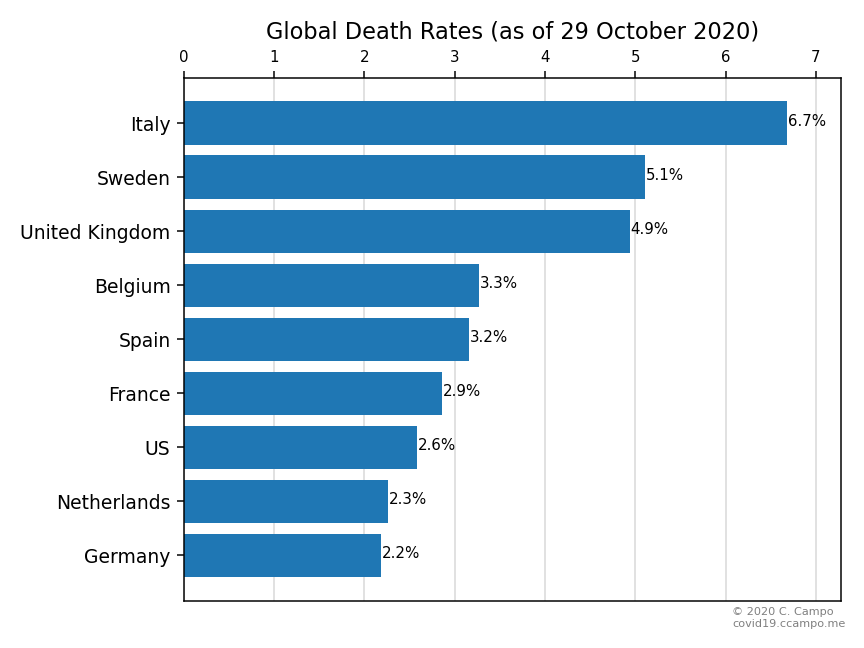 Global Death Rates (as of 29 October 2020)
0 1 2 3 4 5 6 7
Italy 6.7%
Sweden 5.1%
United Kingdom 4.9%
Belgium 3.3%
Spain 3.2%
France 2.9%
US 2.6%
Netherlands 2.3%
Germany 2.2%
© 2020 C. Campo
covid19.ccampo.me